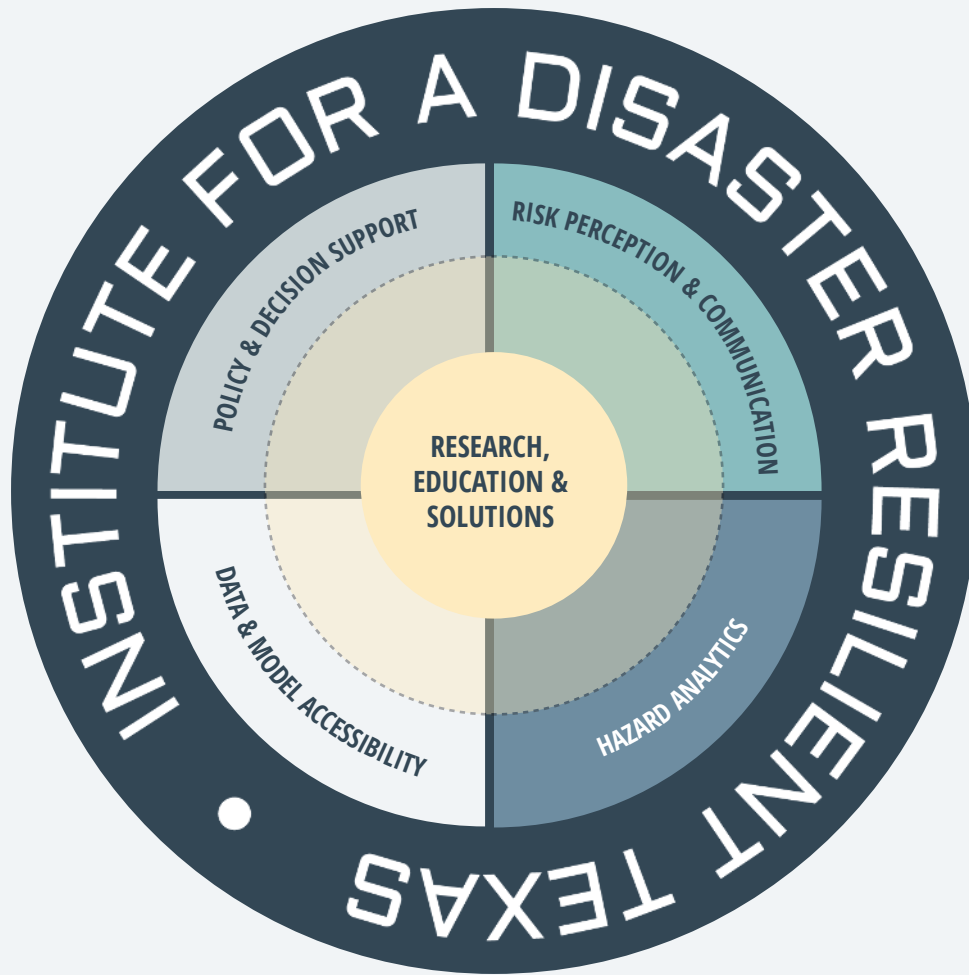 INSTITUTE FOR A DISASTER RESILIENT TEXAS
POLICY & DECISION SUPPORT
RISK PERCEPTION & COMMUNICATION
RESEARCH,
EDUCATION &
SOLUTIONS
DATA & MODEL ACCESSIBILITY
HAZARD ANALYTICS